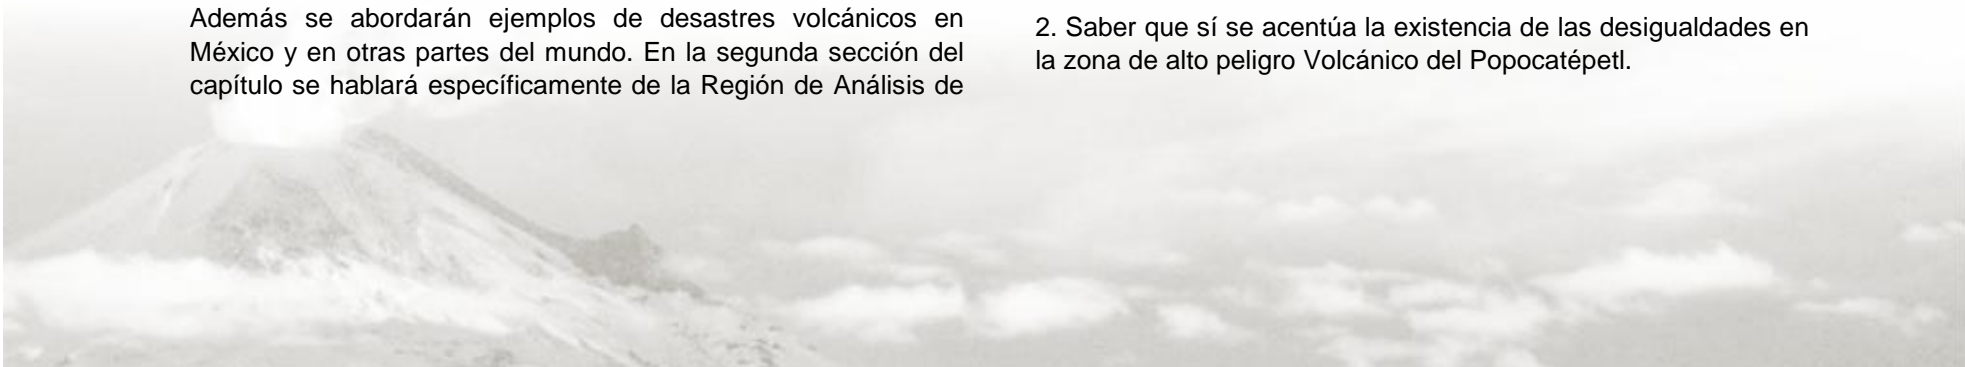 Además se abordarán ejemplos de desastres volcánicos en
México y en otras partes del mundo. En la segunda sección del
capítulo se hablará específicamente de la Región de Análisis de
2. Saber que sí se acentúa la existencia de las desigualdades en
la zona de alto peligro Volcánico del Popocatépetl.